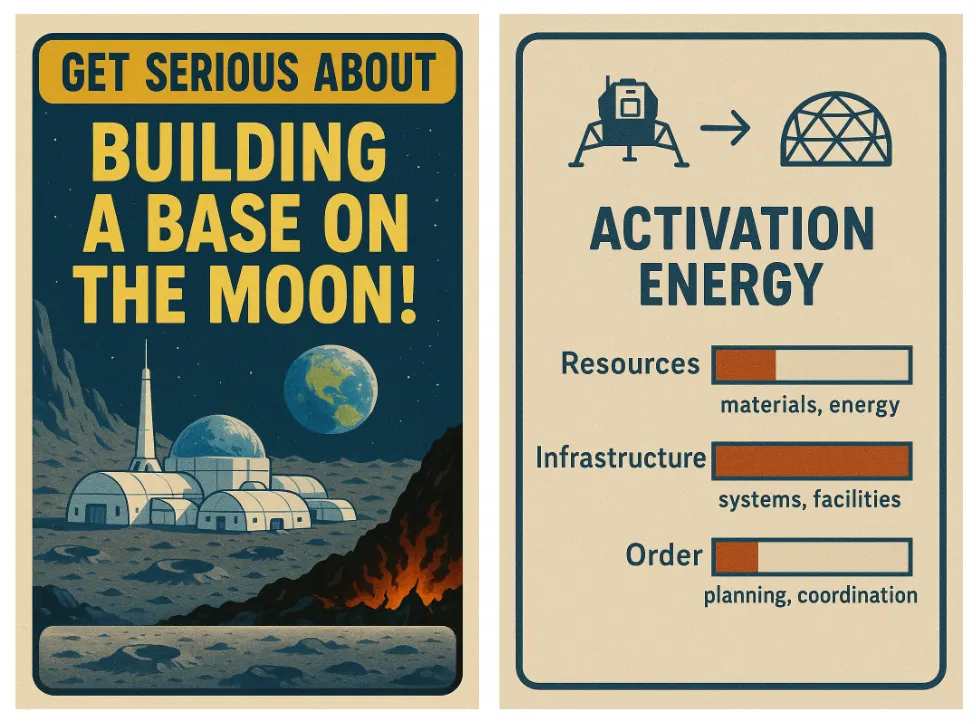 GET SERIOUS ABOUT
BUILDING
A BASE ON
THE MOON!
ACTIVATION
ENERGY
Resources
materials, energy
Infrastructure
systems, facilities
Order
planning, coordination